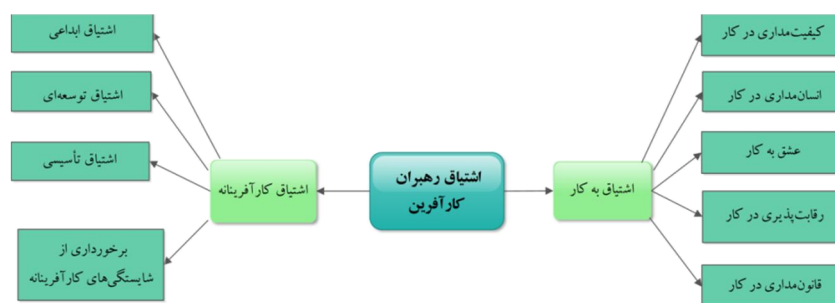 کیفیت‌مداری در کار
انسان‌مداری در کار
عشق به کار
رقابت‌پذیری در کار
قانون‌مداری در کار
اشتیاق به کار
اشتیاق رهبران
کارآفرین
اشتیاق کارآفرینانه
اشتیاق ابداعی
اشتیاق توسعه‌ای
اشتیاق تأسیسی
برخورداری از
شایستگی‌های کارآفرینانه